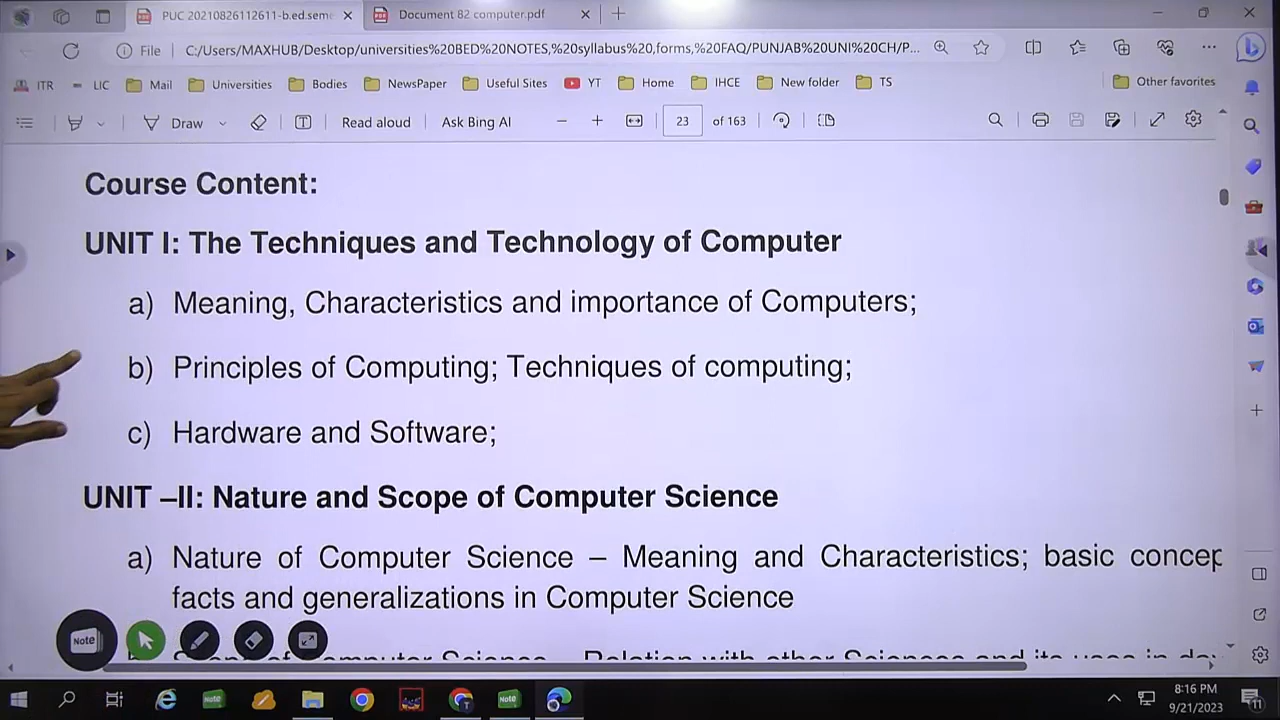 PUC 20210826112611-b.ed.seme
Document 82 computer.pdf
File
C:/Users/MAXHUB/Desktop/universities%20BED%20NOTES,%20syllabus%20,forms,%20FAQ/PUNJAB%20UNI%20CH/P...
ITR LIC Mail Universities Bodies NewsPaper Useful Sites YT Home IHCE New folder TS Other favorites
Draw T Read aloud Ask Bing AI 23 of 163
Course Content:
UNIT I: The Techniques and Technology of Computer
a) Meaning, Characteristics and importance of Computers;
b) Principles of Computing; Techniques of computing;
c) Hardware and Software;
UNIT –II: Nature and Scope of Computer Science
a) Nature of Computer Science – Meaning and Characteristics; basic concep
facts and generalizations in Computer Science
Note
Note Note 8:16 PM
9/21/2023 11